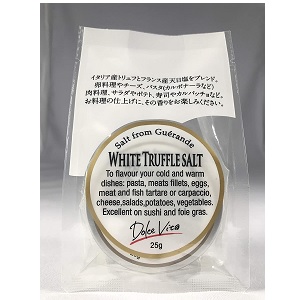 イタリア産トリュフとフランス産天日塩をブレンド。
卵料理やチーズ、パスタ(カルボナーラなど)
肉料理、サラダやポテト、寿司やカルパッチョなど、
お料理の仕上げに、その香りをお楽しみください。
Salt from Guérande
WHITE TRUFFLE SALT
To flavour your cold and warm
dishes: pasta, meats fillets, eggs,
meat and fish tartare or carpaccio,
cheese,salads,potatoes, vegetables.
Excellent on sushi and foie gras.
Dolce Vita
25g